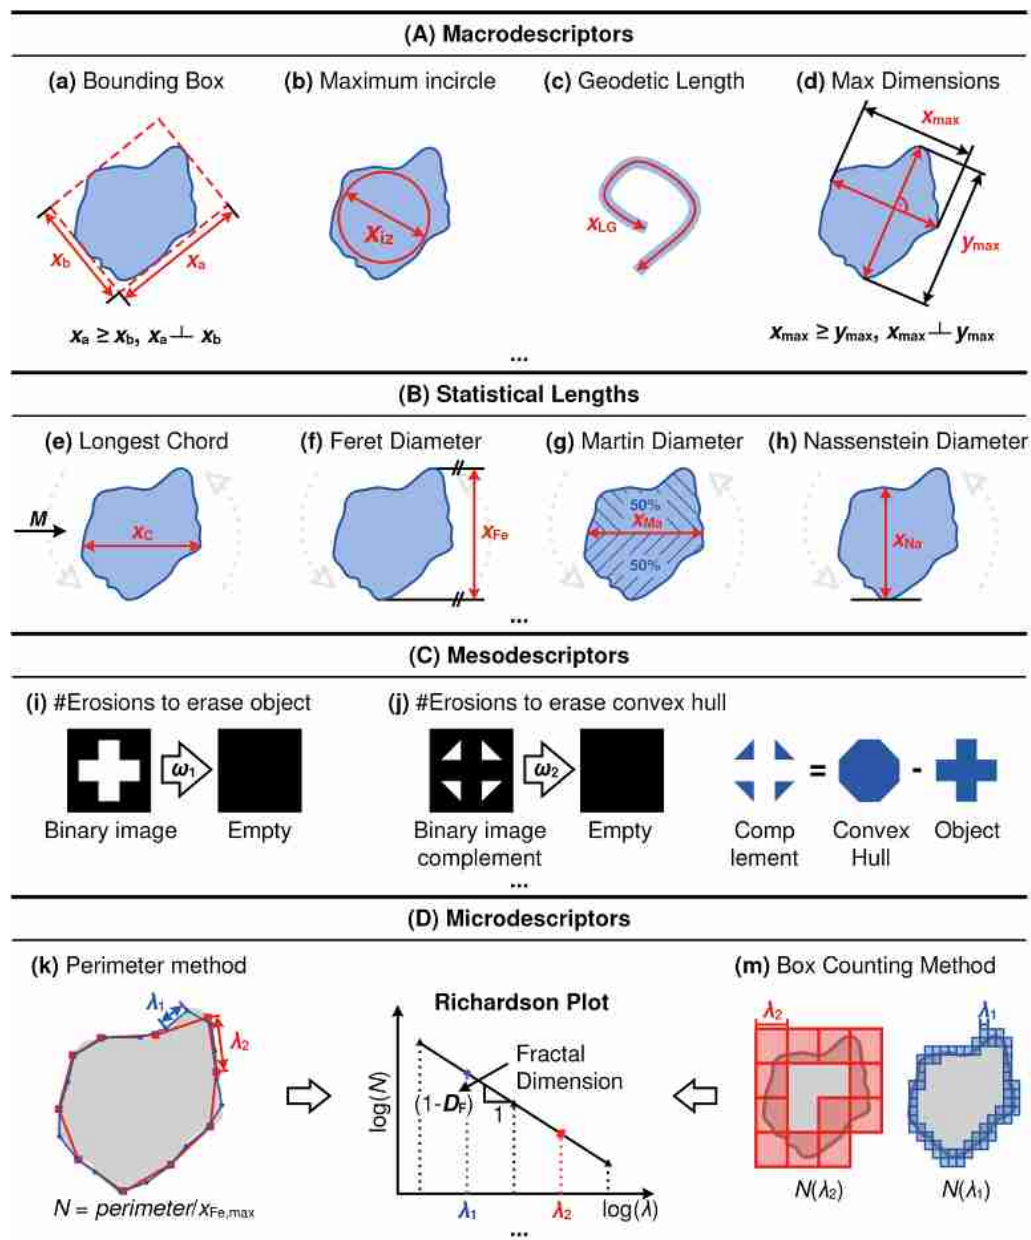 (A) Macrodescriptors
(a) Bounding Box
(b) Maximum incircle
(c) Geodetic Length
(d) Max Dimensions
xb
xa
xa ≥ xb, xa ⊥ xb
xi2
xLG
xmax
ymax
xmax ≥ ymax, xmax ⊥ ymax
...
(B) Statistical Lengths
(e) Longest Chord
(f) Feret Diameter
(g) Martin Diameter
(h) Nassenstein Diameter
M
xC
xFe
50%
xMa
50%
xNa
...
(C) Mesodescriptors
(i) #Erosions to erase object
(j) #Erosions to erase convex hull
ω1
ω2
= -
Binary image
Empty
Binary image
complement
Empty
Comp
lement
Convex
Hull
Object
...
(D) Microdescriptors
(k) Perimeter method
(m) Box Counting Method
λ1
λ2
N = perimeter/xFe,max
Richardson Plot
log(N)
Fractal
Dimension
(1-DF)
1
λ1
λ2
log(λ)
λ2
λ1
N(λ2)
N(λ1)
...